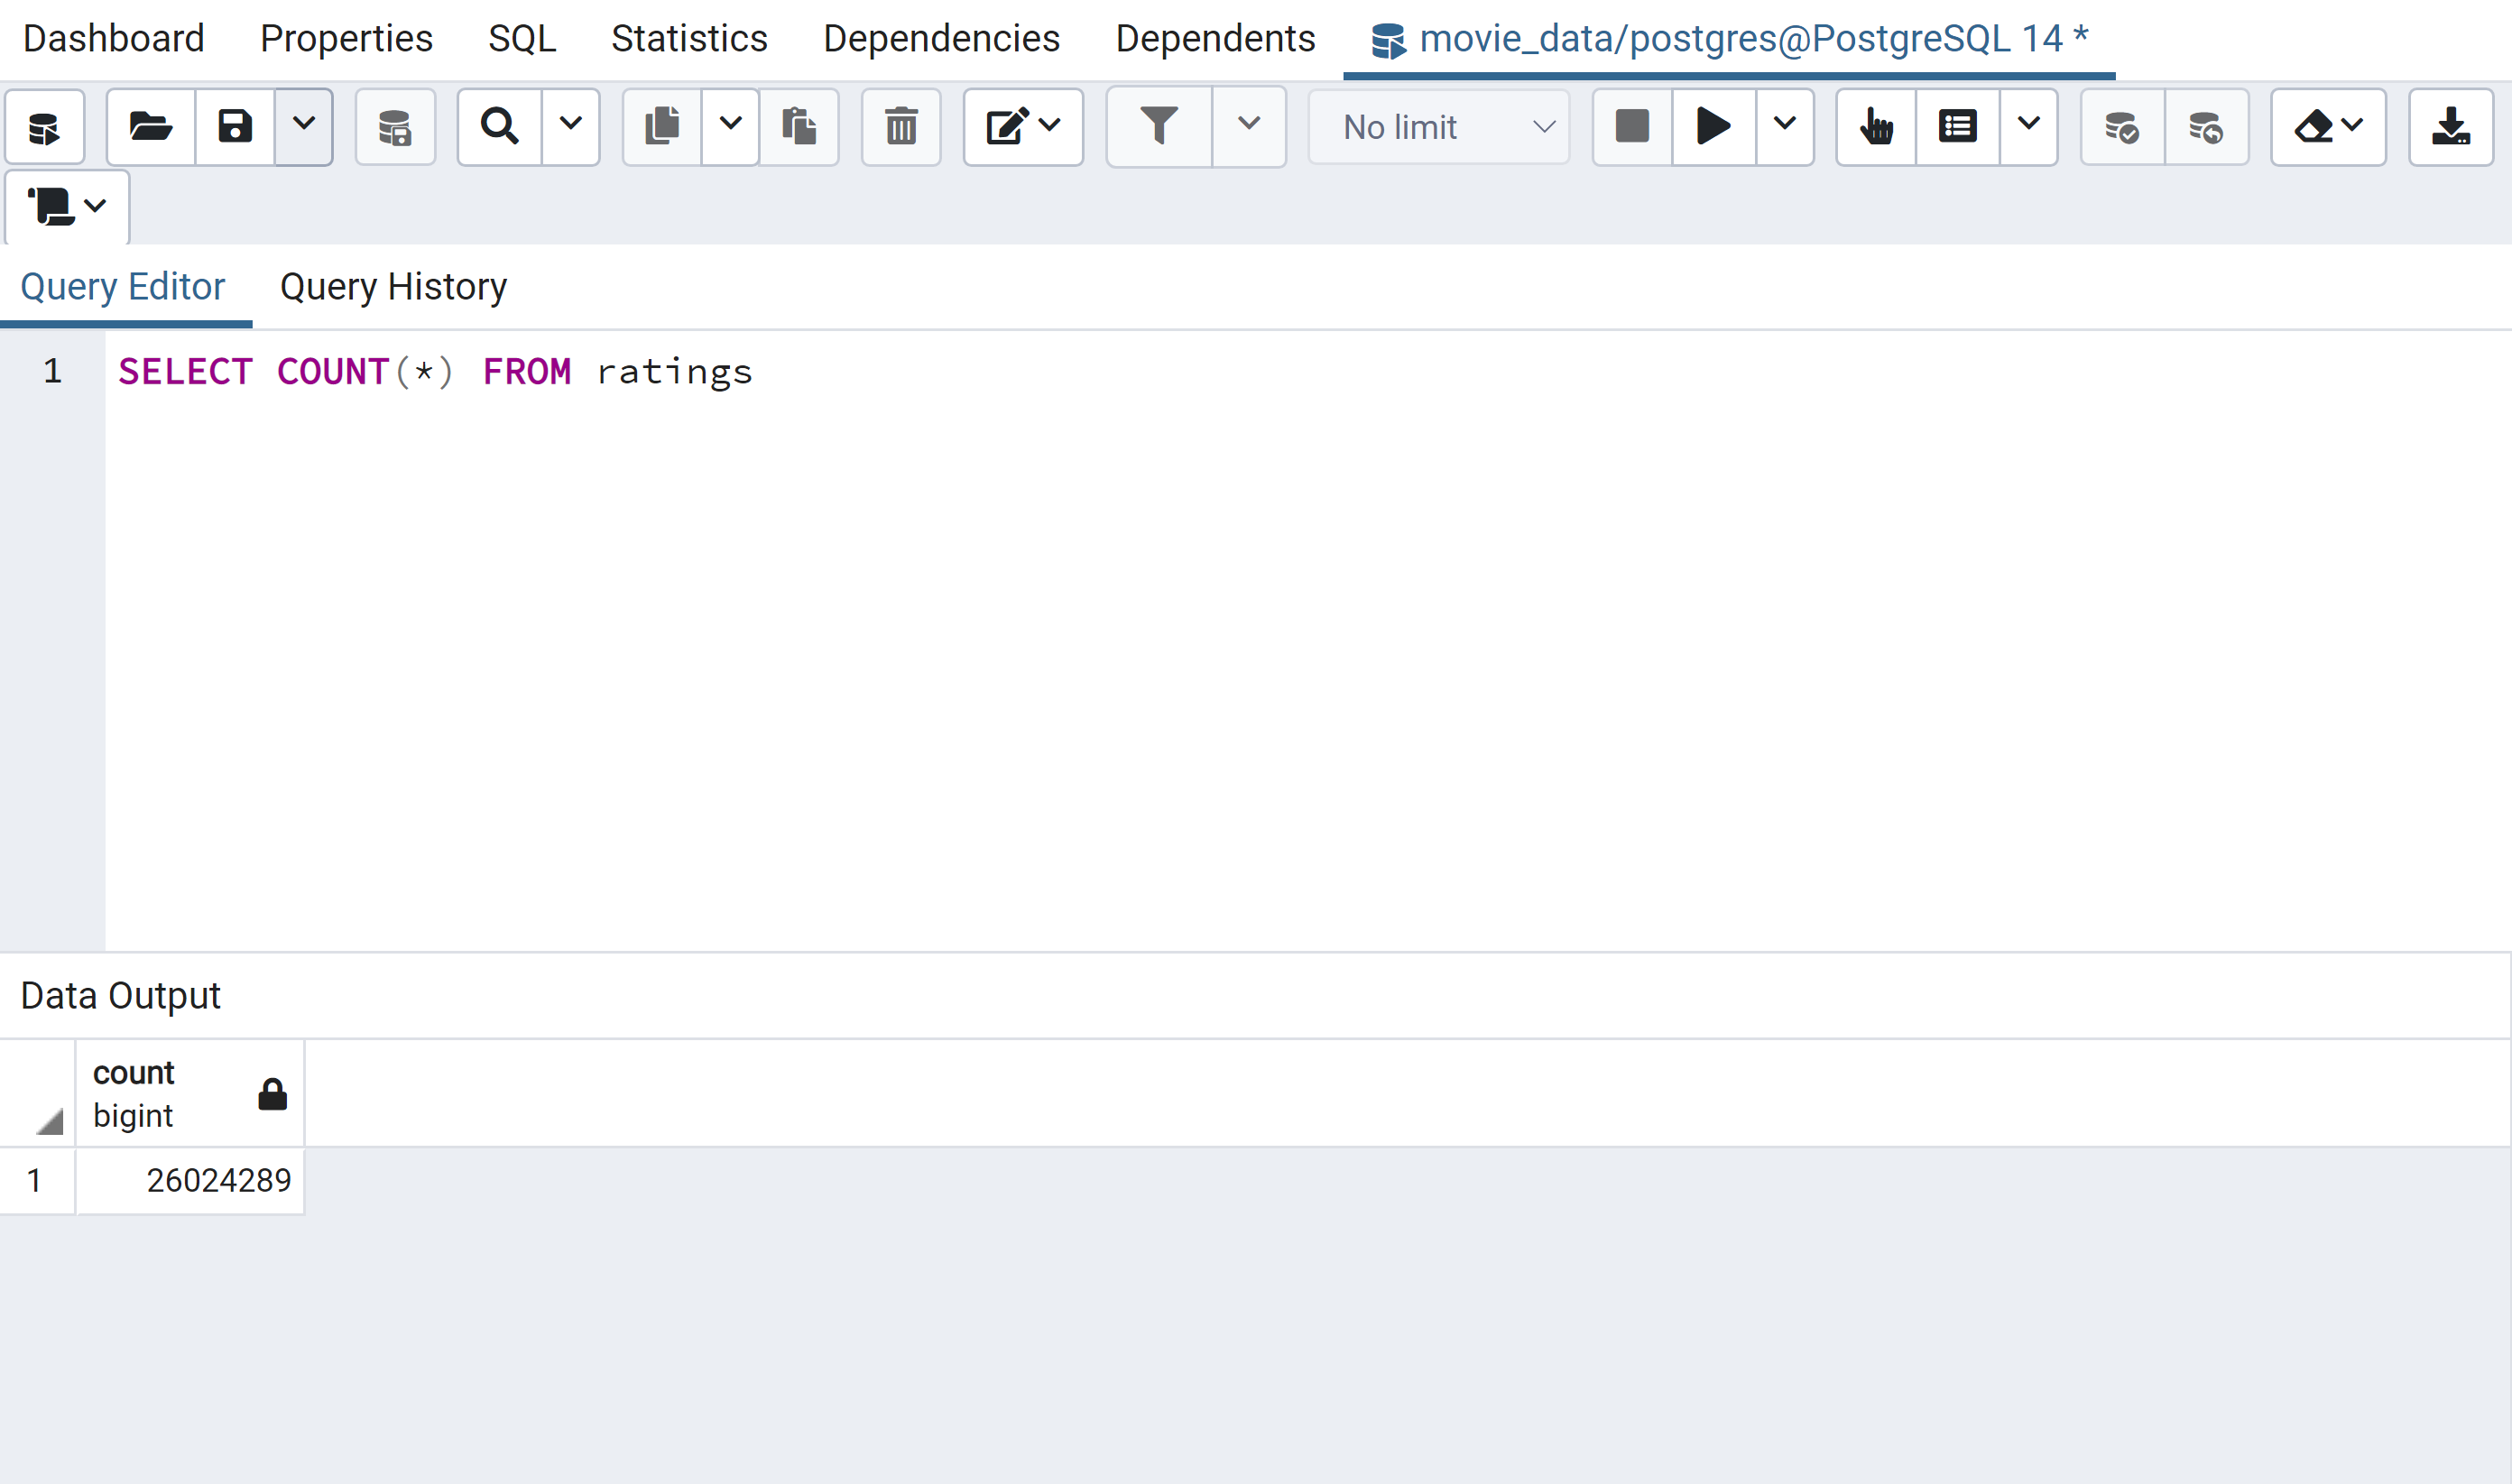 Dashboard Properties SQL Statistics Dependencies Dependents movie_data/postgres@PostgreSQL 14 *
No limit
Query Editor Query History
1 SELECT COUNT(*) FROM ratings
Data Output
count
bigint
1 26024289